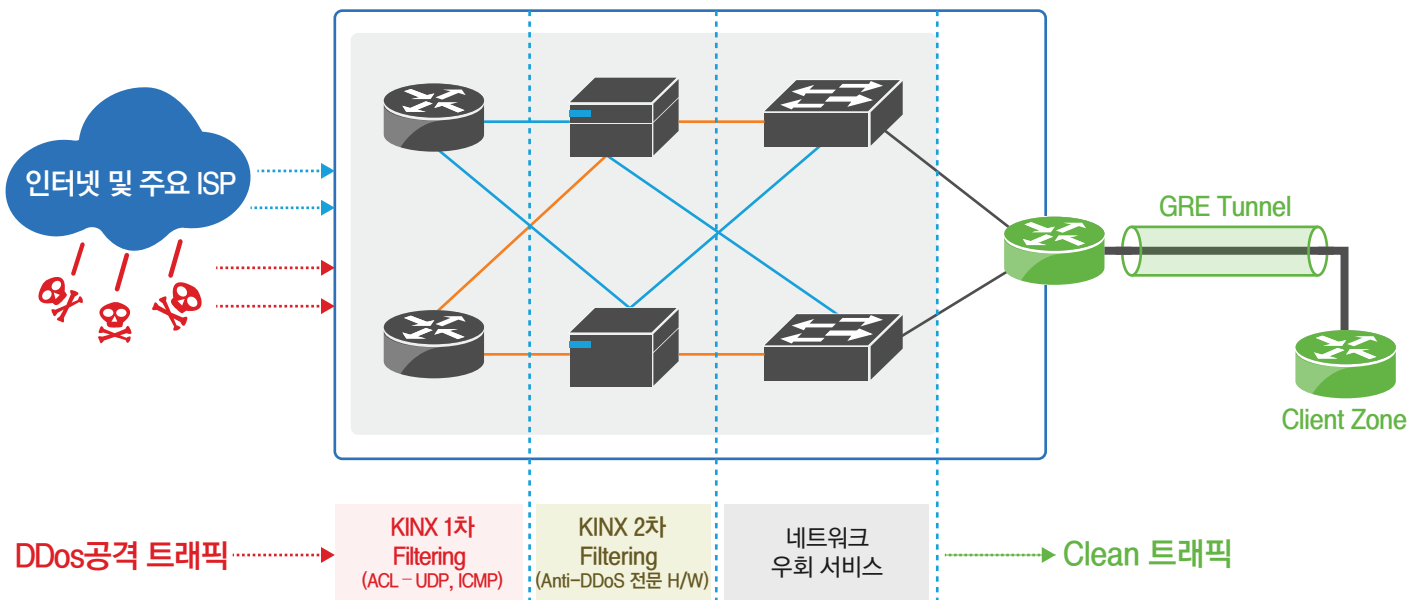 인터넷 및 주요 ISP
GRE Tunnel
Client Zone
DDos공격 트래픽
KINX 1차
Filtering
(ACL – UDP, ICMP)
KINX 2차
Filtering
(Anti-DDoS 전문 H/W)
네트워크
우회 서비스
Clean 트래픽